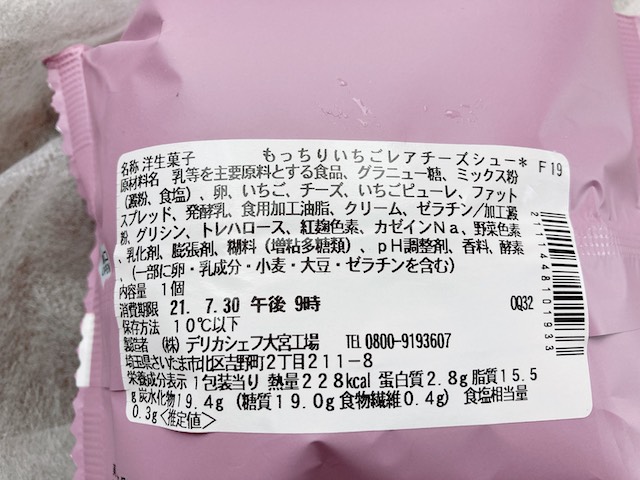 名称 洋生菓子 もっちりいちごレアチーズシュー* F19
原材料名 乳等を主要原料とする食品、グラニュー糖、ミックス粉
(澱粉、食塩)、卵、いちご、チーズ、いちごピューレ、ファット
スプレッド、発酵乳、食用加工油脂、クリーム、ゼラチン/加工澱
粉、グリシン、トレハロース、紅麹色素、カゼインNa、野菜色素
、乳化剤、膨張剤、糊料(増粘多糖類)、pH調整剤、香料、酵素
、(一部に卵・乳成分・小麦・大豆・ゼラチンを含む)
内容量 1個
消費期限 21. 7.30 午後 9時 0Q32
保存方法 10℃以下
製造者 (株)デリカシェフ大宮工場 TEL 0800-9193607
埼玉県さいたま市北区吉野町2丁目211-8
栄養成分表示 1包装当り 熱量228kcal 蛋白質2.8g 脂質15.5
g 炭水化物19.4g (糖質19.0g 食物繊維0.4g) 食塩相当量
0.3g<推定値>
2111448101933